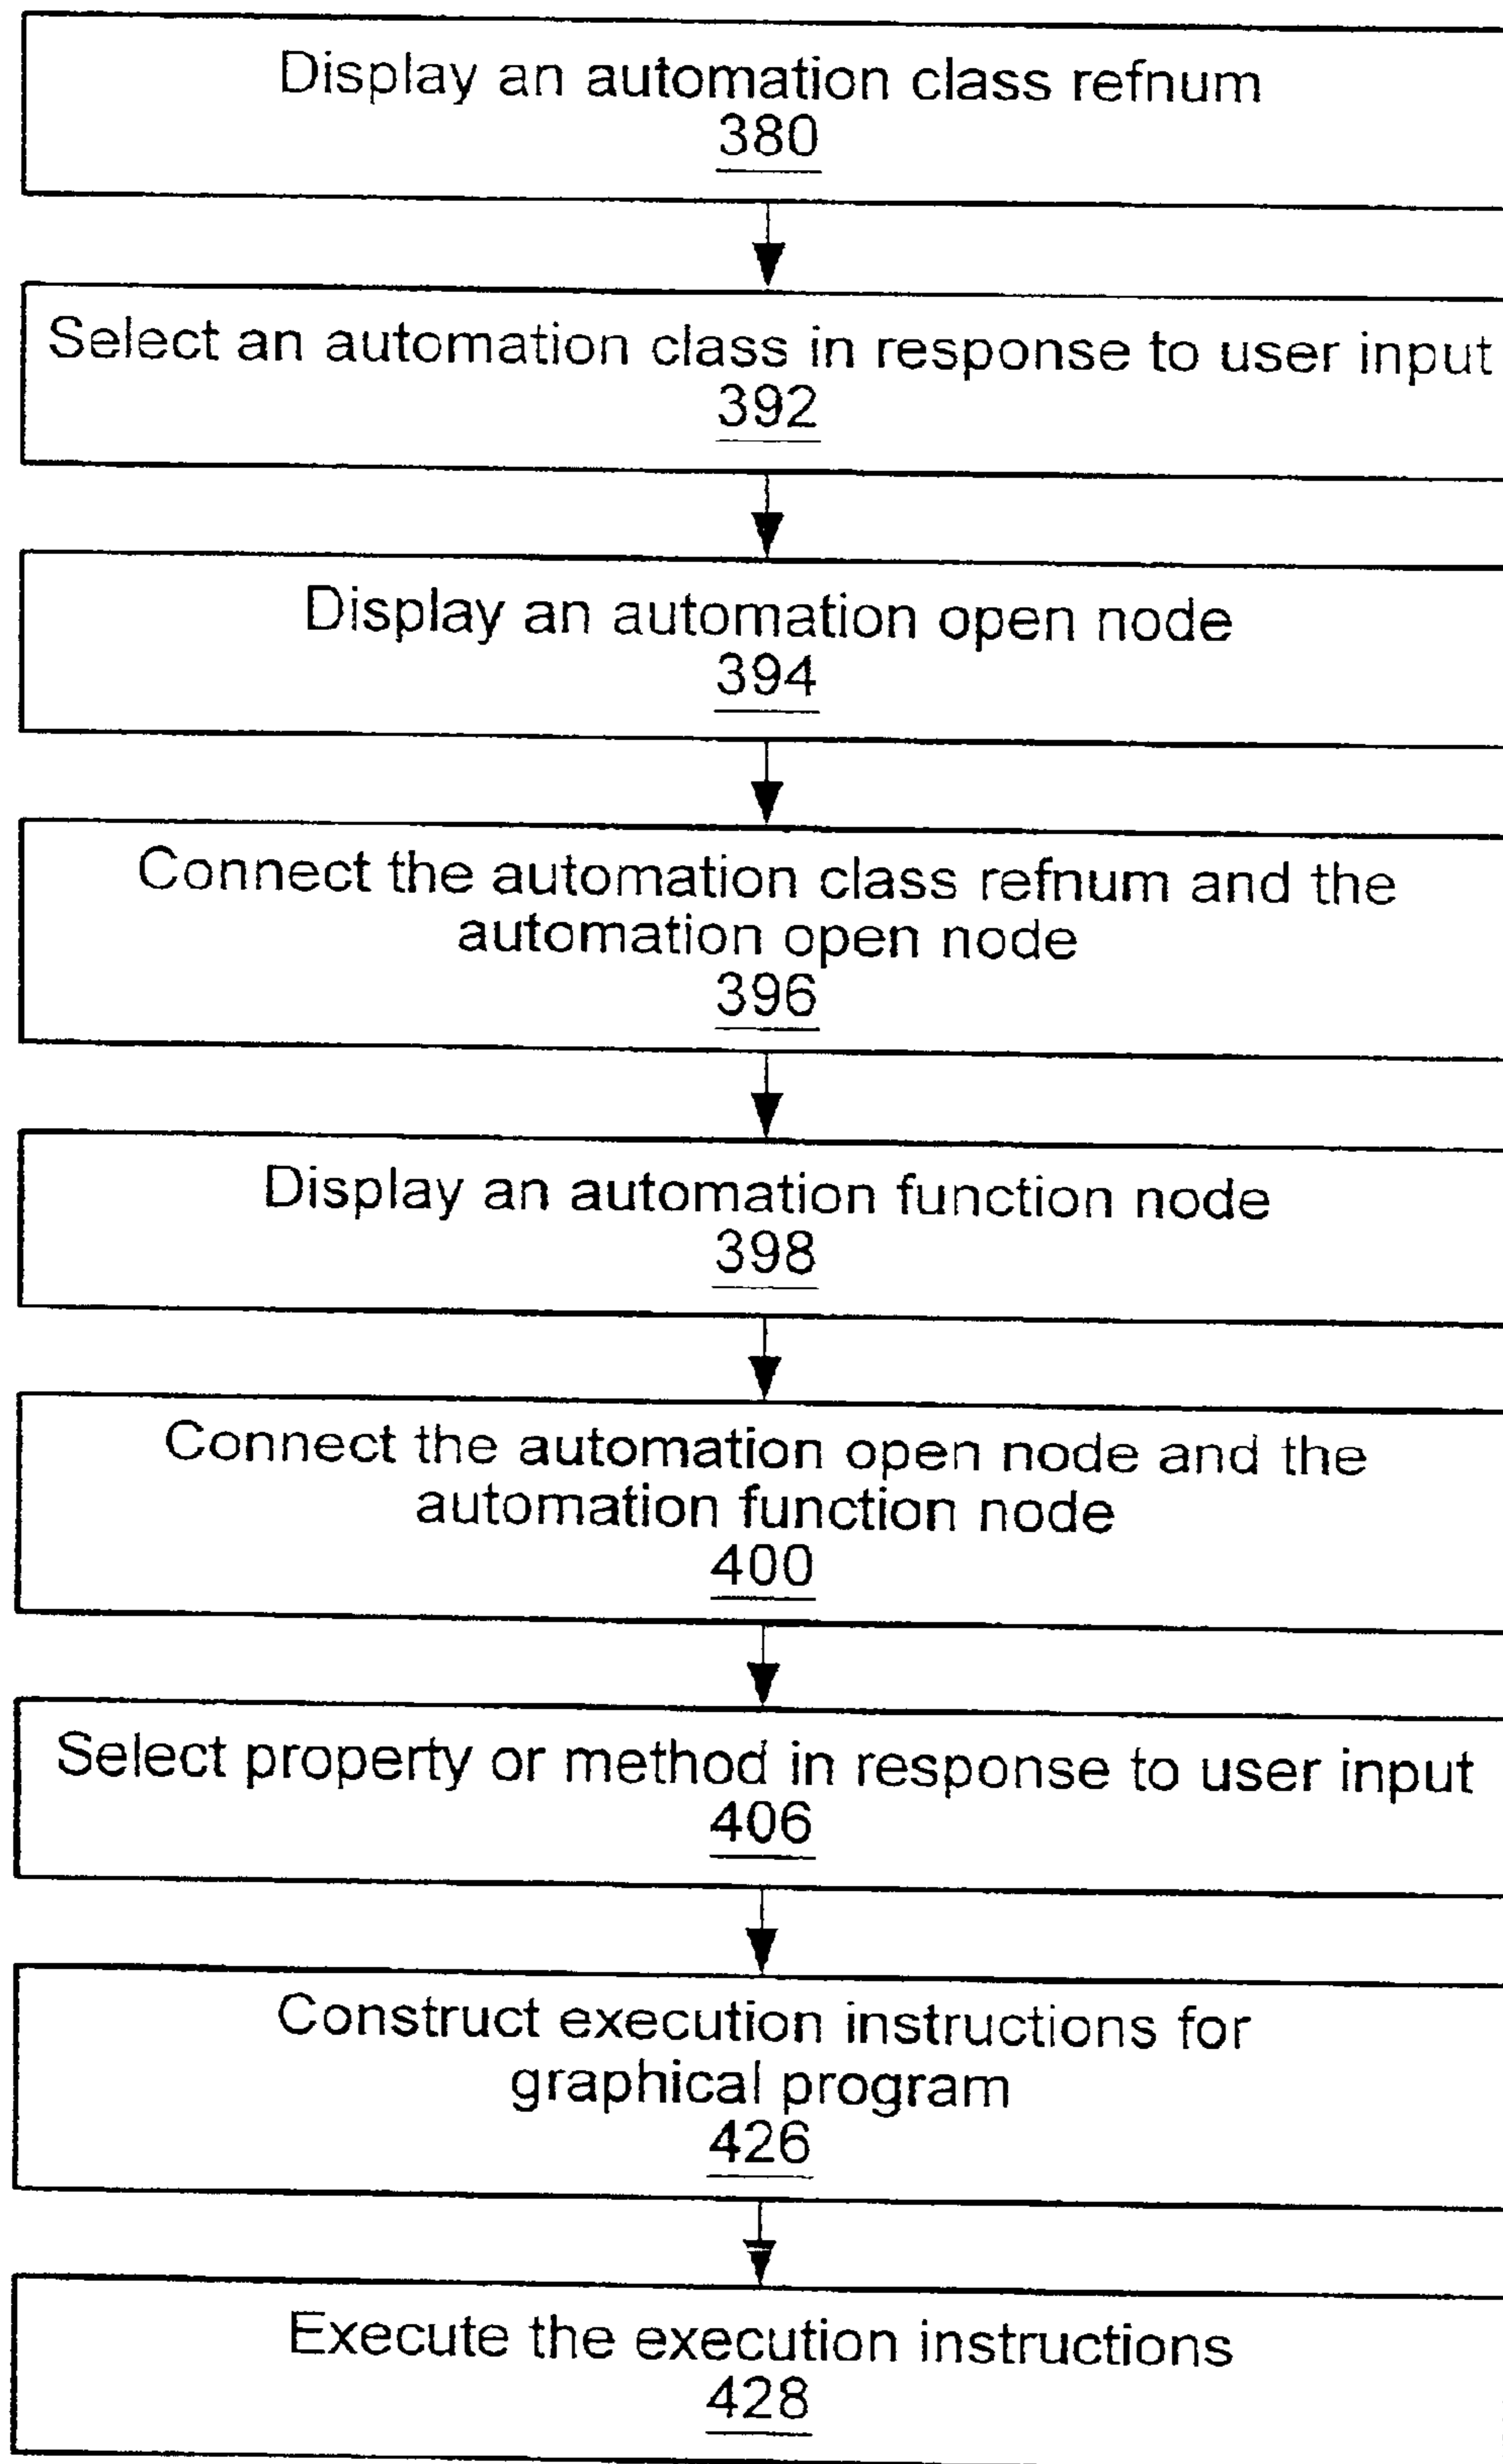 Display an automation class refnum
380
Select an automation class in response to user input
392
Display an automation open node
394
Connect the automation class refnum and the
automation open node
396
Display an automation function node
398
Connect the automation open node and the
automation function node
400
Select property or method in response to user input
406
Construct execution instructions for
graphical program
426
Execute the execution instructions
428